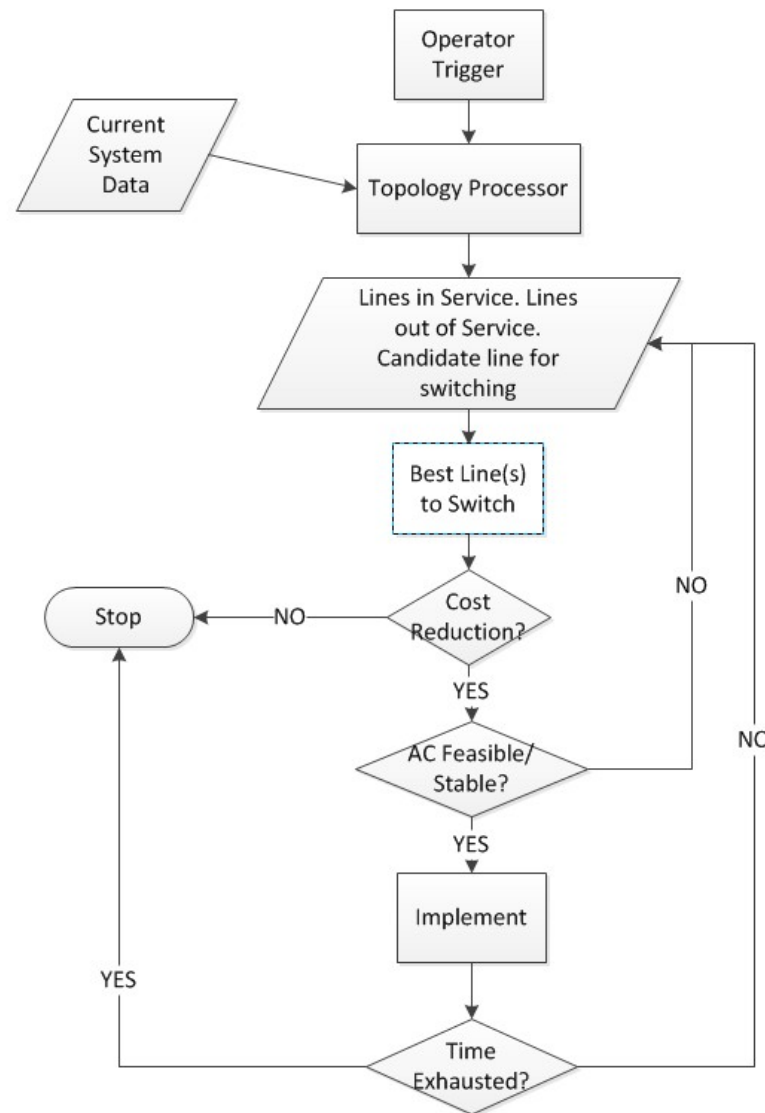 Operator
Trigger
Current
System
Data
Topology Processor
Lines in Service. Lines
out of Service.
Candidate line for
switching
Best Line(s)
to Switch
Cost
Reduction?
NO
Stop
YES
NO
AC Feasible/
Stable?
NO
YES
Implement
YES
Time
Exhausted?